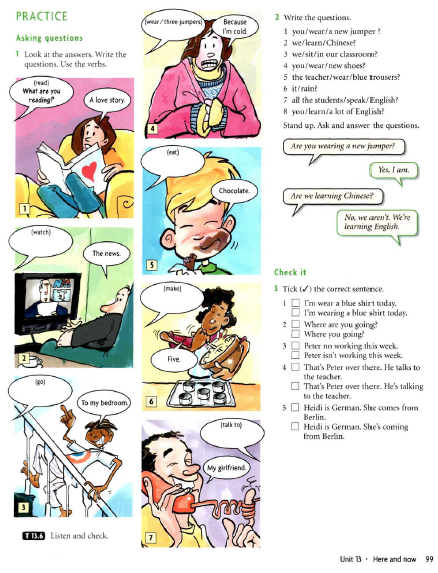 PRACTICE
Asking questions
1 Look at the answers. Write the
questions. Use the verbs.
(read)
What are you
reading?
A love story.
1
(watch)
The news.
2
(go)
To my bedroom.
3
T 13.6 Listen and check.
(wear / three jumpers)
Because
I'm cold.
4
(eat)
Chocolate.
5
(make)
Five.
6
(talk to)
My girlfriend.
7
2 Write the questions.
1 you/wear/a new jumper ?
2 we/learn/Chinese?
3 we/sit/in our classroom?
4 you/wear/new shoes?
5 the teacher/wear/blue trousers?
6 it/rain?
7 all the students/speak/English?
8 you/learn/a lot of English?
Stand up. Ask and answer the questions.
Are you wearing a new jumper?
Yes, I am.
Are we learning Chinese?
No, we aren't. We're
learning English.
Check it
3 Tick (✓) the correct sentence.
1 □ I'm wear a blue shirt today.
□ I'm wearing a blue shirt today.
2 □ Where are you going?
□ Where you going?
3 □ Peter no working this week.
□ Peter isn't working this week.
4 □ That's Peter over there. He talks to
the teacher.
□ That's Peter over there. He's talking
to the teacher.
5 □ Heidi is German. She comes from
Berlin.
□ Heidi is German. She's coming
from Berlin.
Unit 13 · Here and now 99